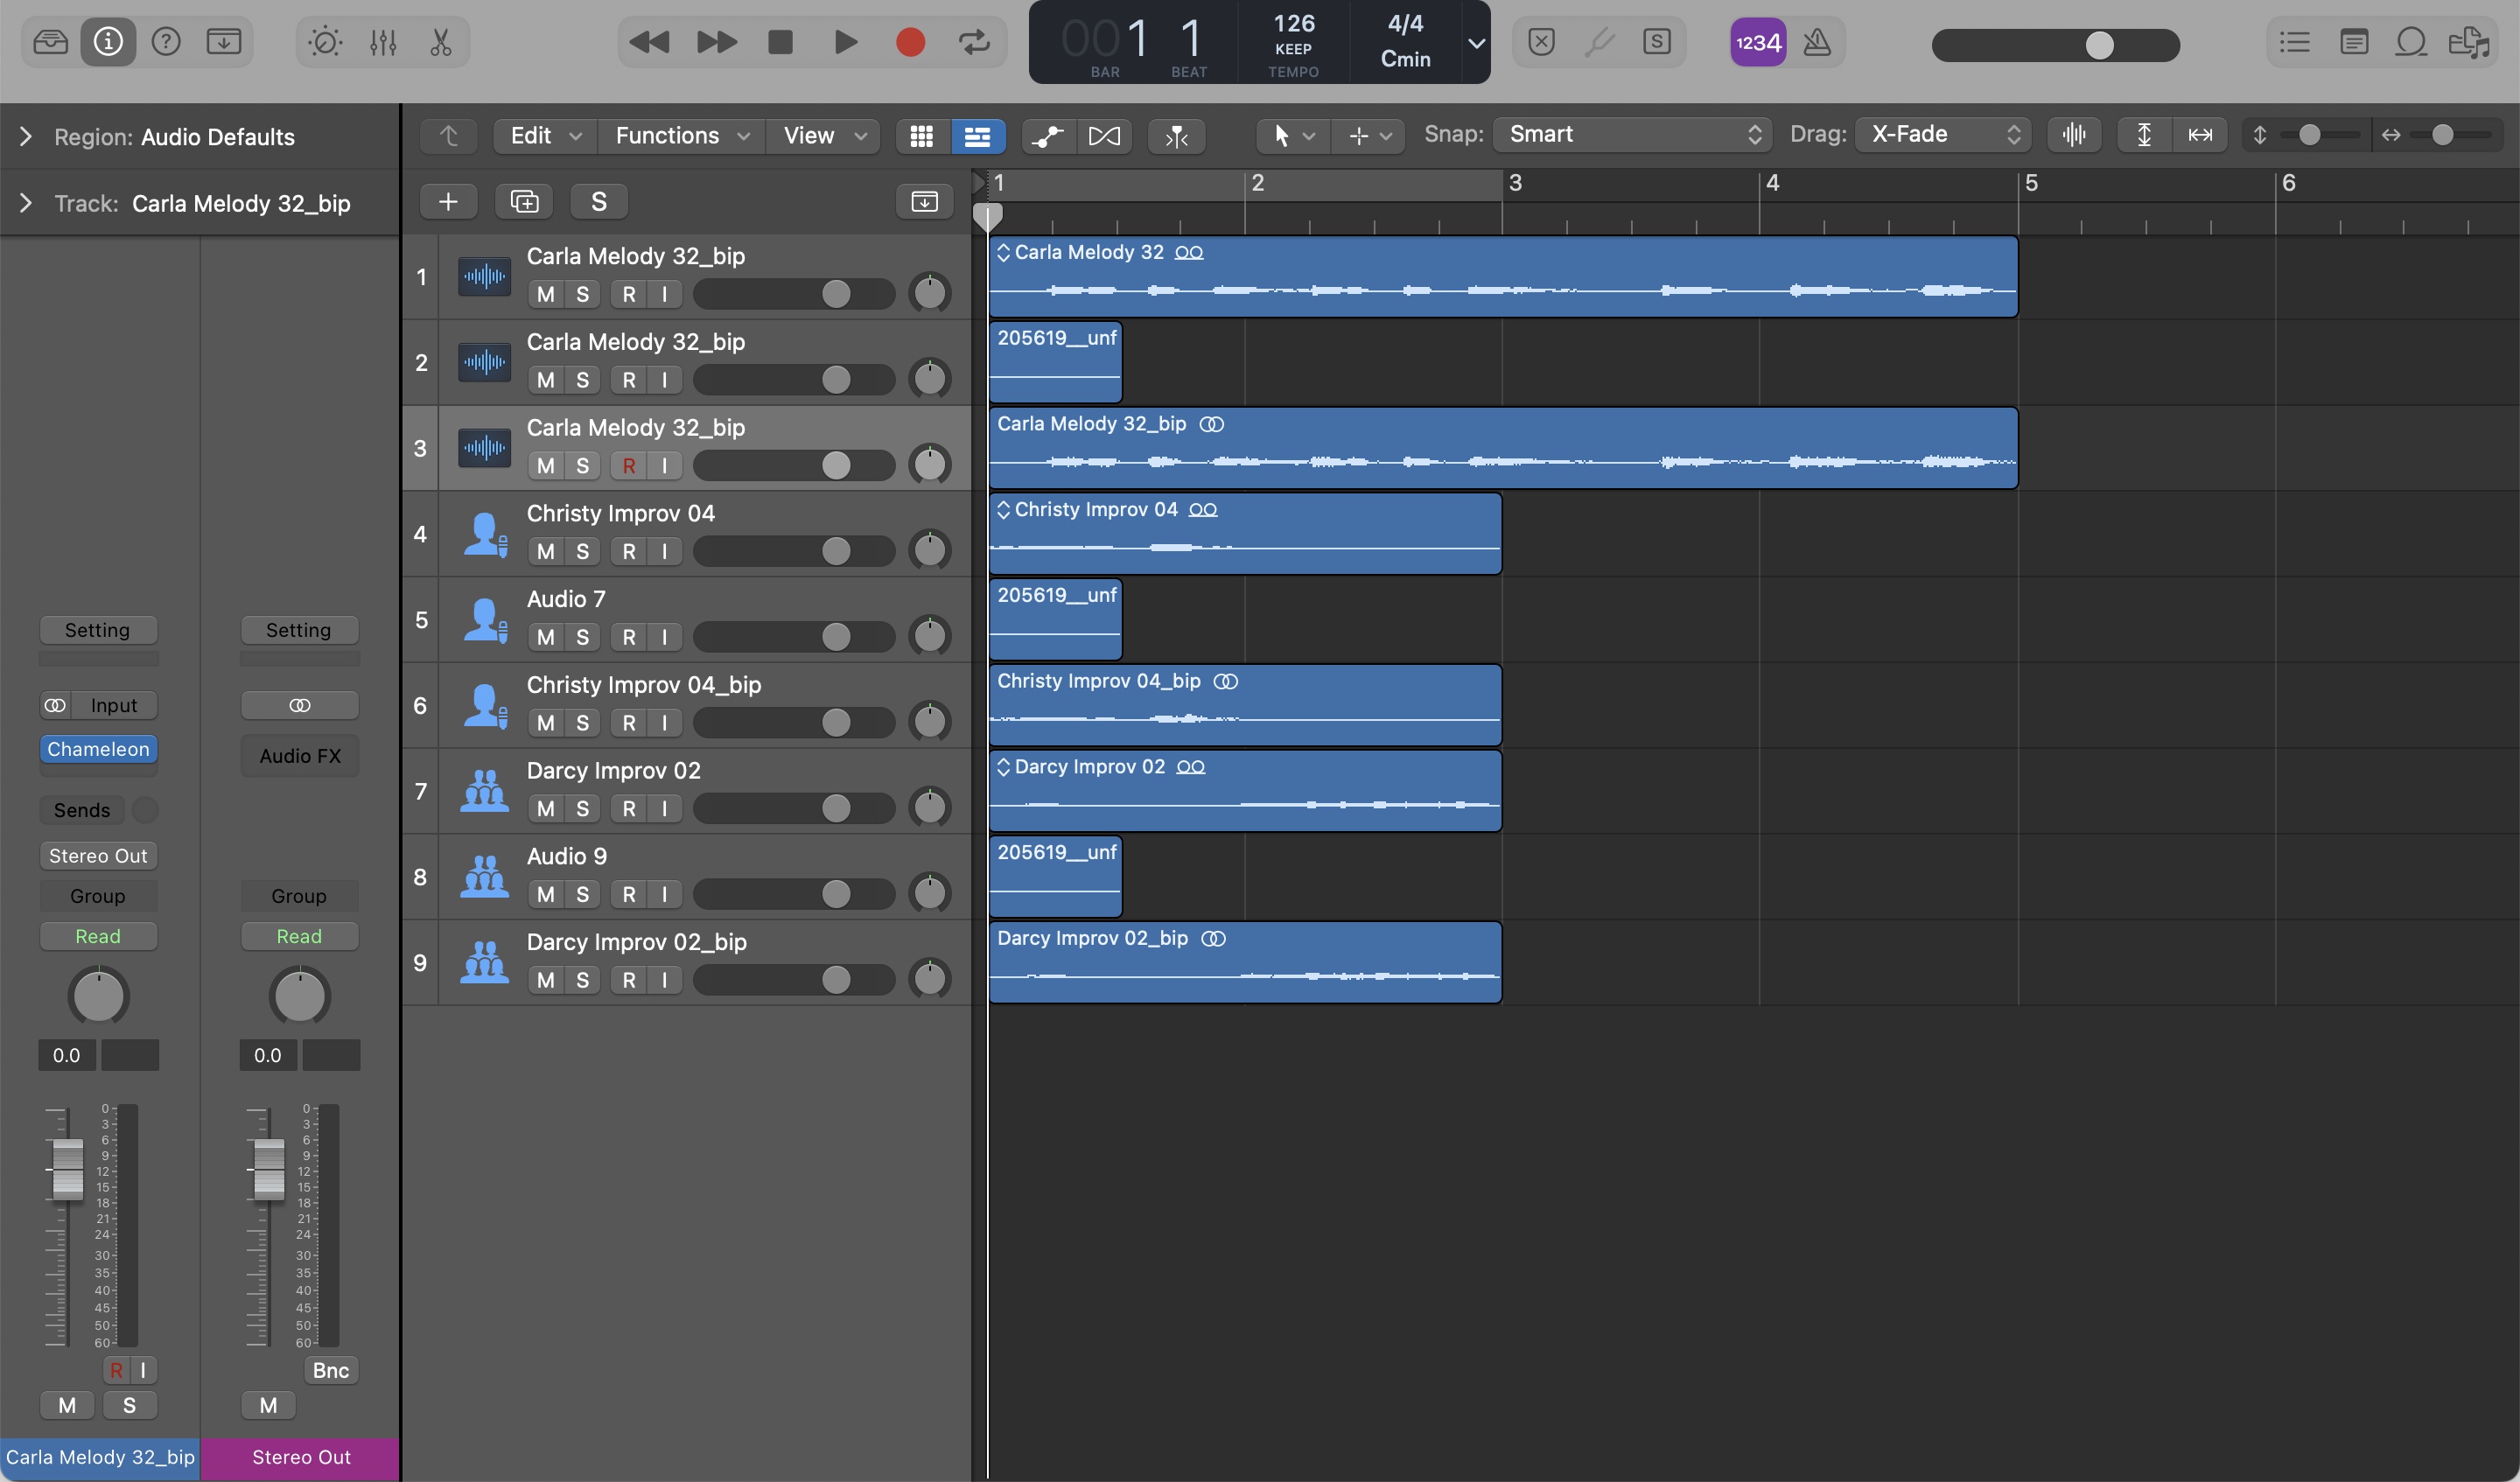 001 1
BAR BEAT
126
KEEP
TEMPO
4/4
Cmin
S
1234
Region: Audio Defaults
Edit Functions View
Snap: Smart
Drag: X-Fade
Track: Carla Melody 32_bip
S
1 2 3 4 5 6
1 Carla Melody 32_bip
M S R I
Carla Melody 32
2 Carla Melody 32_bip
M S R I
205619__unf
3 Carla Melody 32_bip
M S R I
Carla Melody 32_bip
4 Christy Improv 04
M S R I
Christy Improv 04
5 Audio 7
M S R I
205619__unf
6 Christy Improv 04_bip
M S R I
Christy Improv 04_bip
7 Darcy Improv 02
M S R I
Darcy Improv 02
8 Audio 9
M S R I
205619__unf
9 Darcy Improv 02_bip
M S R I
Darcy Improv 02_bip
Setting Setting
Input
Chameleon
Audio FX
Sends
Stereo Out
Group Group
Read Read
0.0 0.0
0 0
3 3
6 6
9 9
12 12
15 15
18 18
21 21
24 24
30 30
35 35
40 40
45 45
50 50
60 60
R I Bnc
M S M
Carla Melody 32_bip Stereo Out